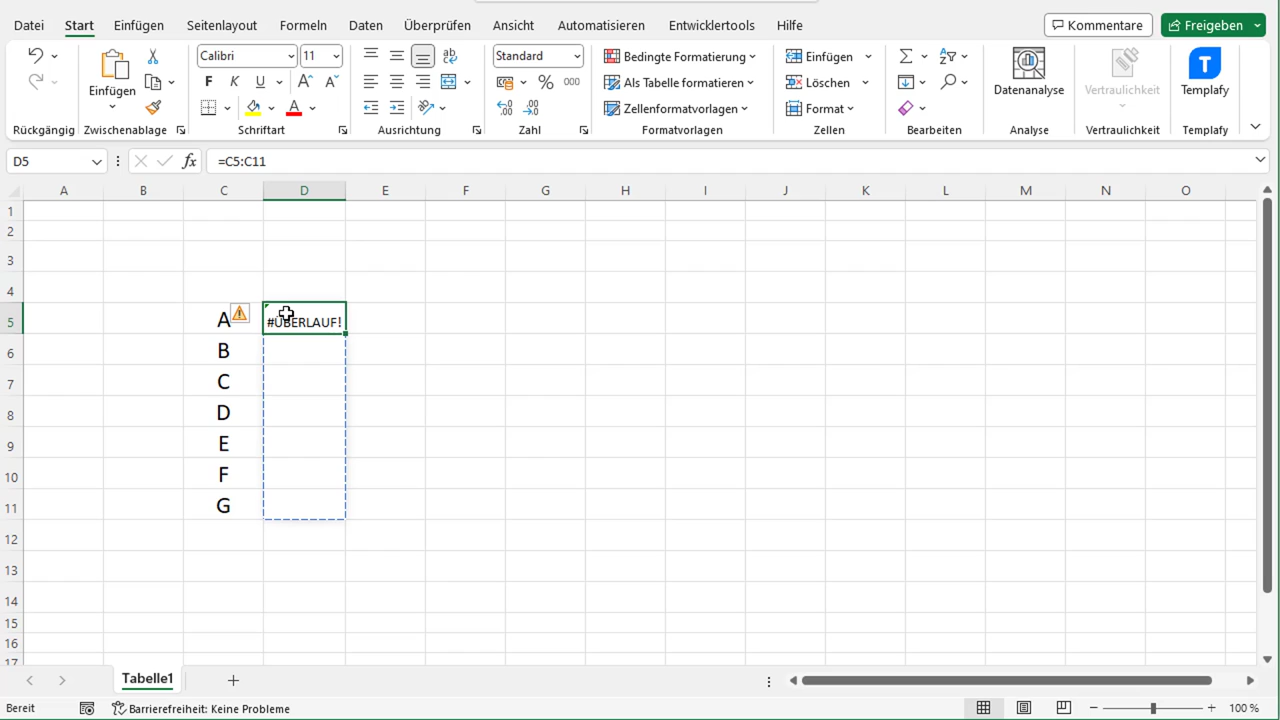 Datei Start Einfügen Seitenlayout Formeln Daten Überprüfen Ansicht Automatisieren Entwicklertools Hilfe Kommentare Freigeben
Calibri 11 Standard Bedingte Formatierung Einfügen
Einfügen F K U % 000 Als Tabelle formatieren Löschen Datenanalyse Vertraulichkeit Templafy
Zellenformatvorlagen Format
Rückgängig Zwischenablage Schriftart Ausrichtung Zahl Formatvorlagen Zellen Bearbeiten Analyse Vertraulichkeit Templafy
D5 fx =C5:C11
A B C D E F G H I J K L M N O
1
2
3
4
5 A #ÜBERLAUF!
6 B
7 C
8 D
9 E
10 F
11 G
12
13
14
15
16
17
Tabelle1
Bereit Barrierefreiheit: Keine Probleme 100 %